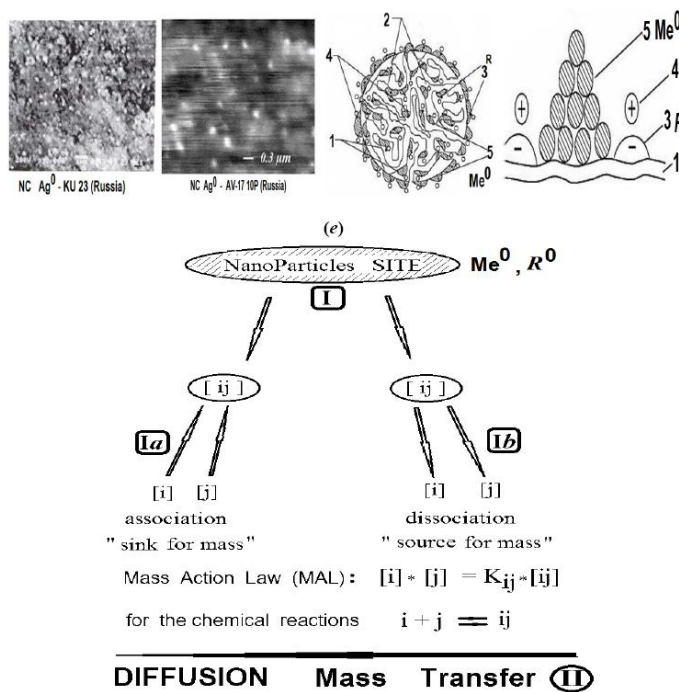 2
4
4
R
3
1
5
Me⁰
5 Me⁰
4
3 R
1
+
+
-
-
0.3 μm
NC Ag⁰ - KU 23 (Russia)
NC Ag⁰ - AV-17 10P (Russia)
(e)
NanoParticles SITE
Me⁰ , R⁰
I
[ ij ]
[ ij ]
Ia
Ib
[i] [j]
[i] [j]
association
dissociation
" sink for mass"
" source for mass"
Mass Action Law (MAL): [i] * [j] = Kij*[ij]
for the chemical reactions i + j = ij
DIFFUSION Mass Transfer II